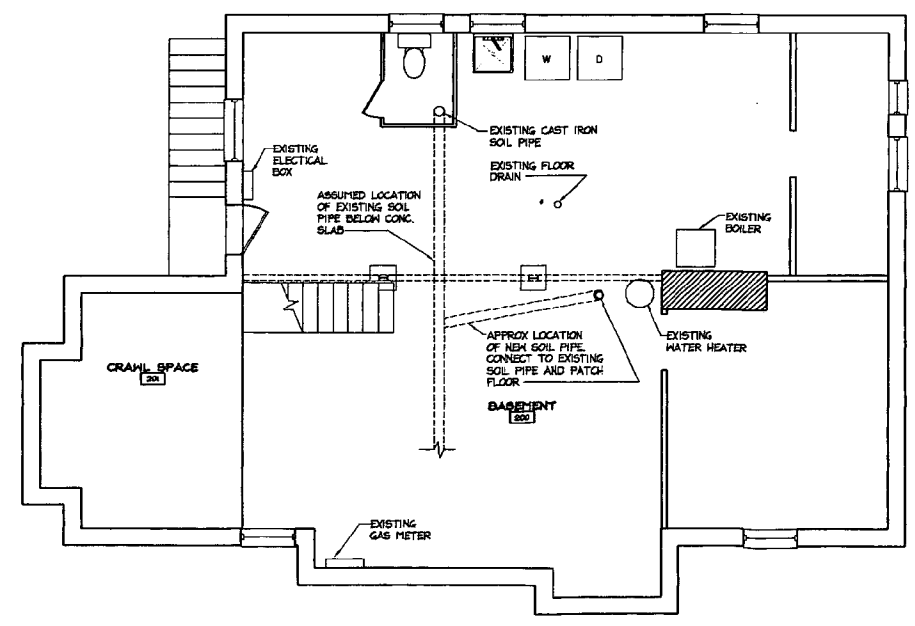 W
D
EXISTING CAST IRON
SOIL PIPE
EXISTING
ELECTICAL
BOX
EXISTING FLOOR
DRAIN
ASSUMED LOCATION
OF EXISTING SOIL
PIPE BELOW CONC.
SLAB
EXISTING
BOILER
APPROX LOCATION
OF NEW SOIL PIPE.
CONNECT TO EXISTING
SOIL PIPE AND PATCH
FLOOR
EXISTING
WATER HEATER
CRAWL SPACE
201
BASEMENT
200
EXISTING
GAS METER